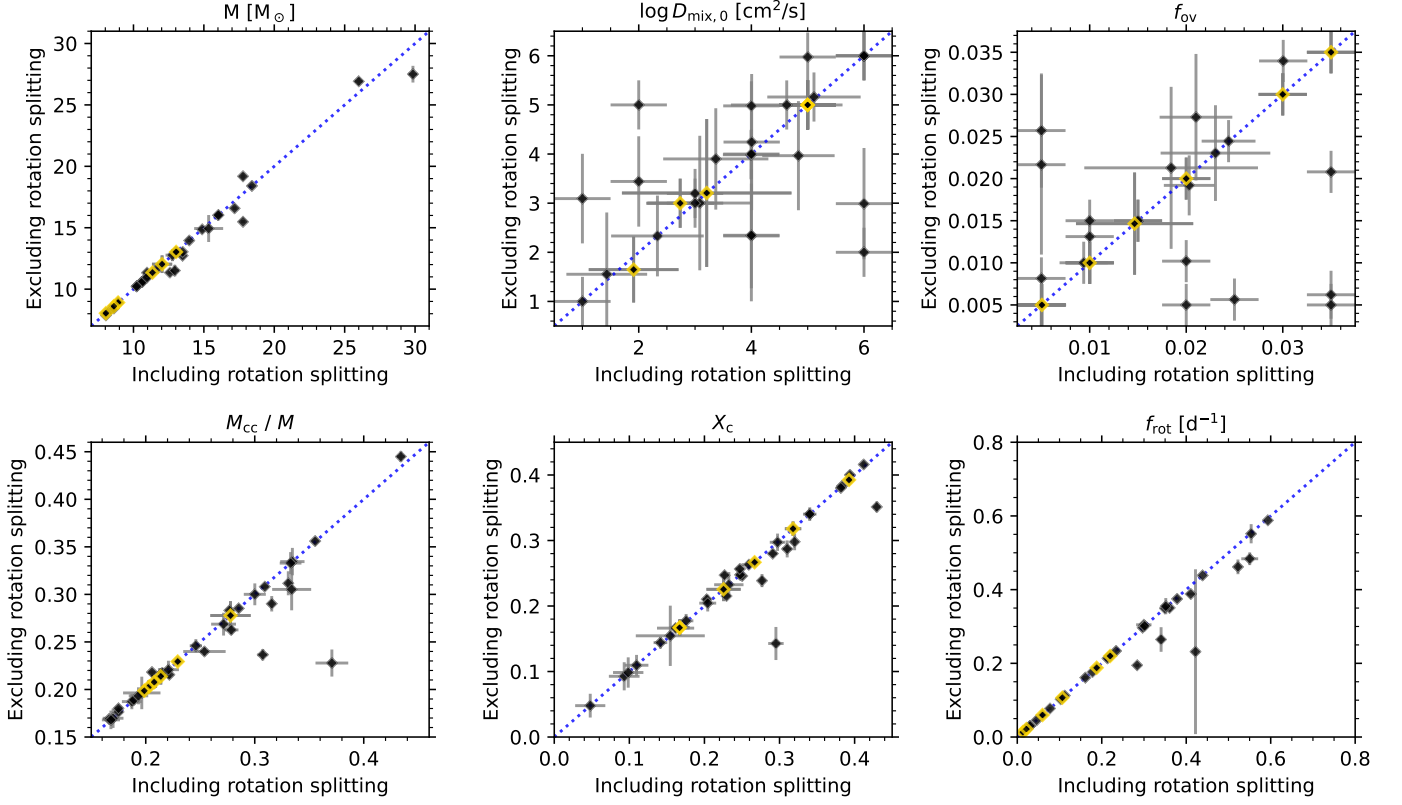 M [M⊙]
30
25
20
15
10
10 15 20 25 30
Excluding rotation splitting
Including rotation splitting
log D_mix, 0 [cm²/s]
6
5
4
3
2
1
2 4 6
Excluding rotation splitting
Including rotation splitting
f_ov
0.035
0.030
0.025
0.020
0.015
0.010
0.005
0.01 0.02 0.03
Excluding rotation splitting
Including rotation splitting
M_cc / M
0.45
0.40
0.35
0.30
0.25
0.20
0.15
0.2 0.3 0.4
Excluding rotation splitting
Including rotation splitting
X_c
0.4
0.3
0.2
0.1
0.0
0.0 0.1 0.2 0.3 0.4
Excluding rotation splitting
Including rotation splitting
f_rot [d⁻¹]
0.8
0.6
0.4
0.2
0.0
0.0 0.2 0.4 0.6 0.8
Excluding rotation splitting
Including rotation splitting